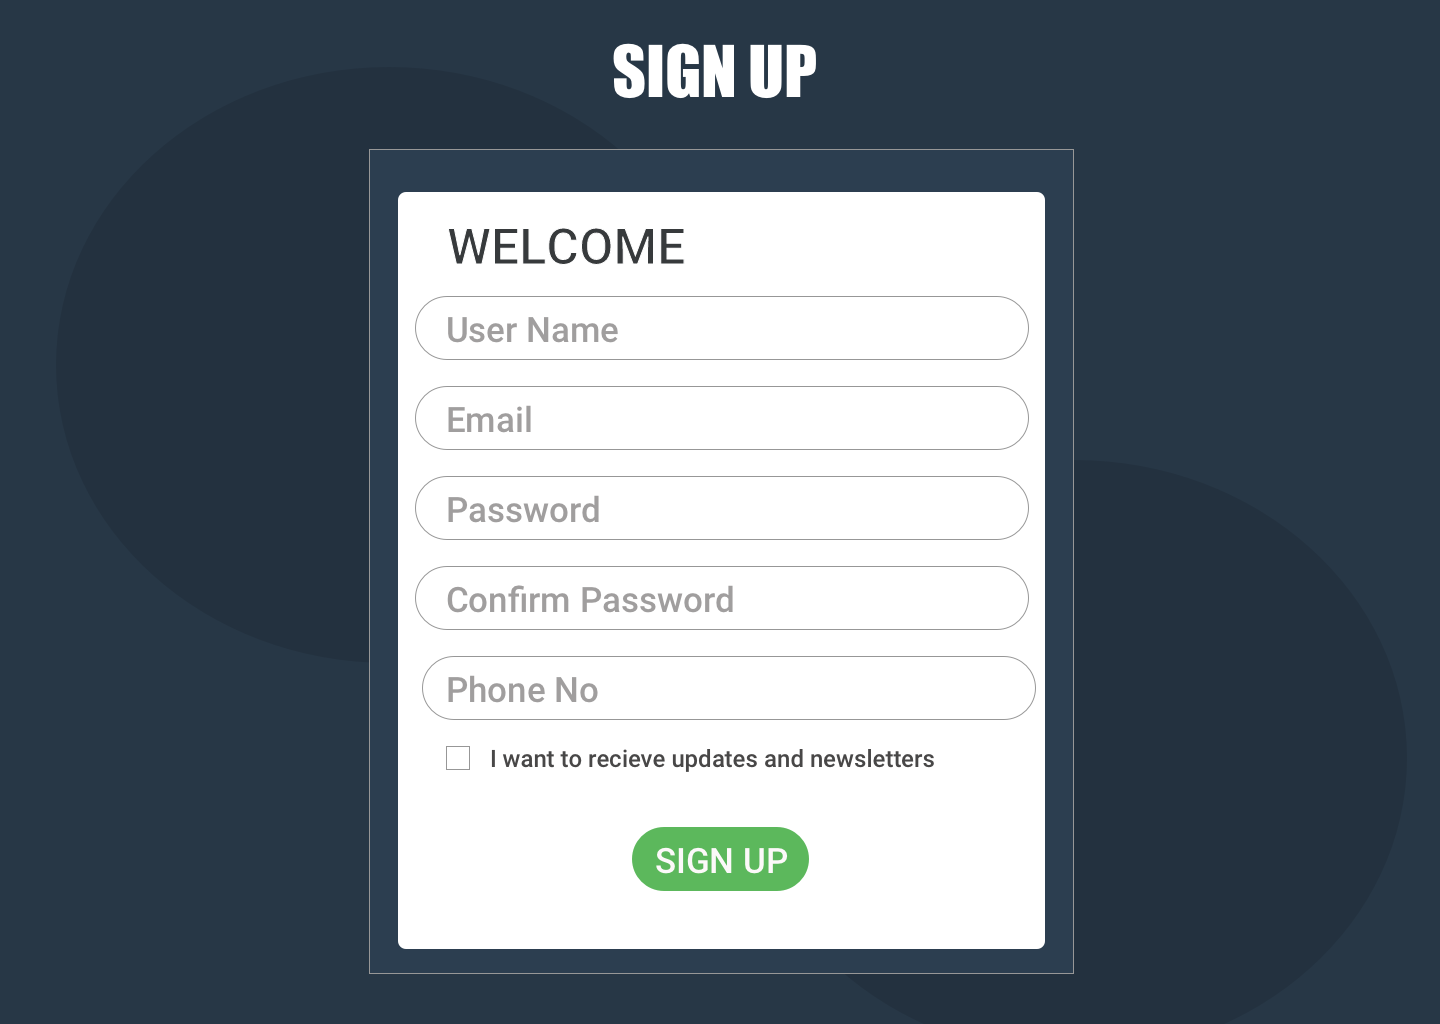 SIGN UP
WELCOME
User Name
Email
Password
Confirm Password
Phone No
I want to recieve updates and newsletters
SIGN UP